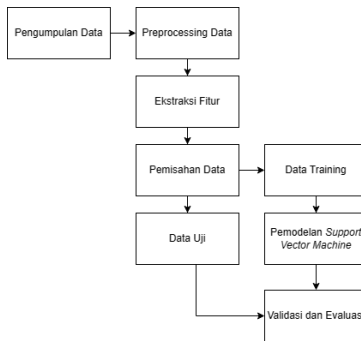 Pengumpulan Data
Preprocessing Data
Ekstraksi Fitur
Pemisahan Data
Data Training
Data Uji
Pemodelan Support
Vector Machine
Validasi dan Evaluas